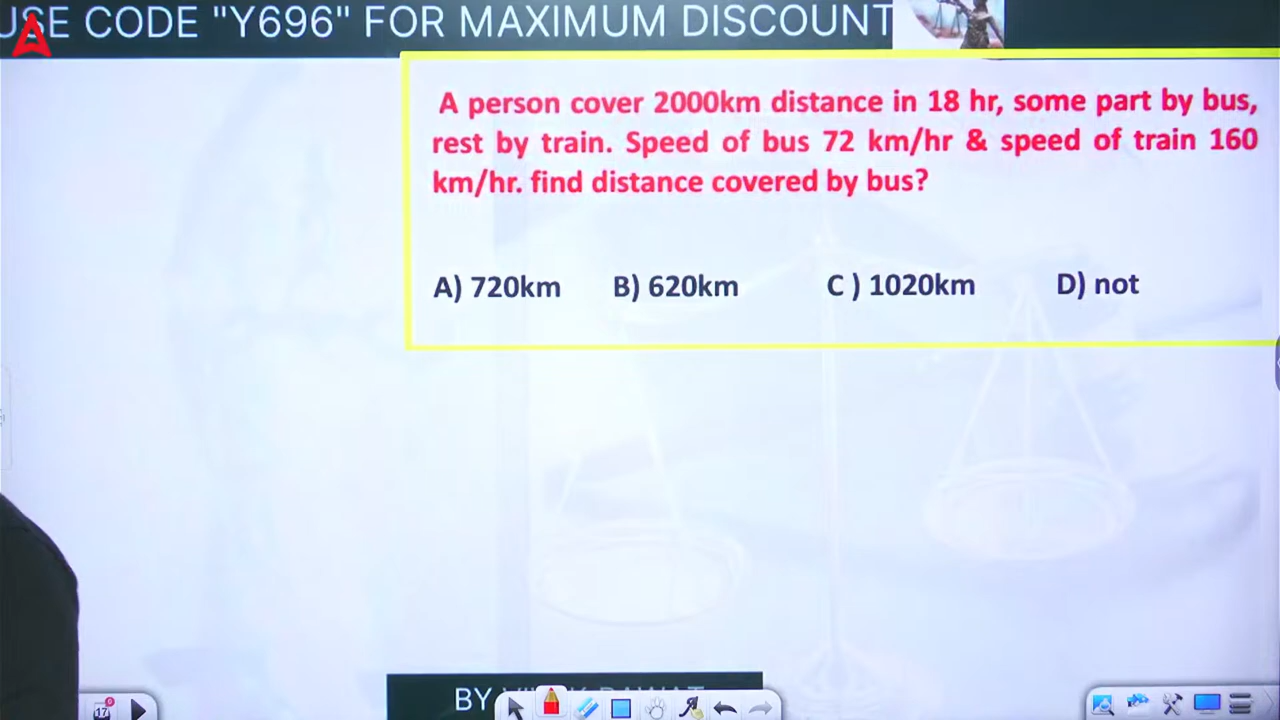 USE CODE "Y696" FOR MAXIMUM DISCOUNT
A person cover 2000km distance in 18 hr, some part by bus,
rest by train. Speed of bus 72 km/hr & speed of train 160
km/hr. find distance covered by bus?
A) 720km B) 620km C ) 1020km D) not
BY
17